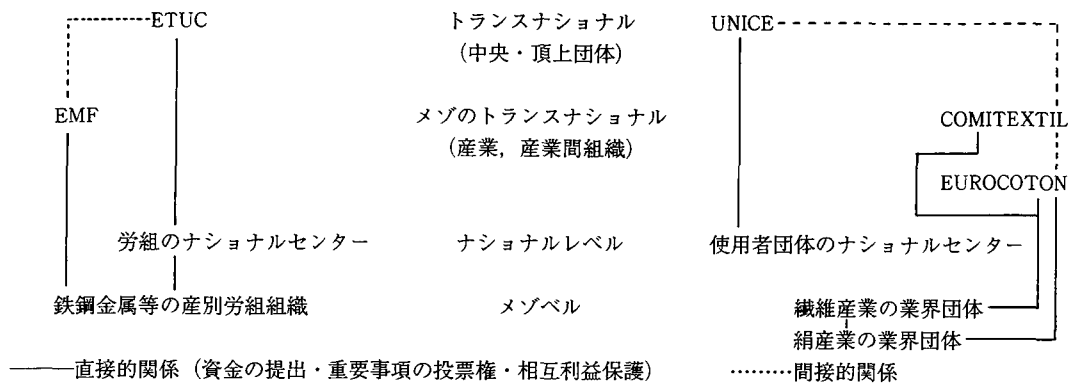 ETUC トランスナショナル UNICE
(中央・頂上団体)
EMF メゾのトランスナショナル COMITEXTIL
(産業，産業間組織)
EUROCOTON
労組のナショナルセンター ナショナルレベル 使用者団体のナショナルセンター
鉄鋼金属等の産別労組組織 メゾベル 繊維産業の業界団体
絹産業の業界団体
直接的関係 (資金の提出・重要事項の投票権・相互利益保護) 間接的関係